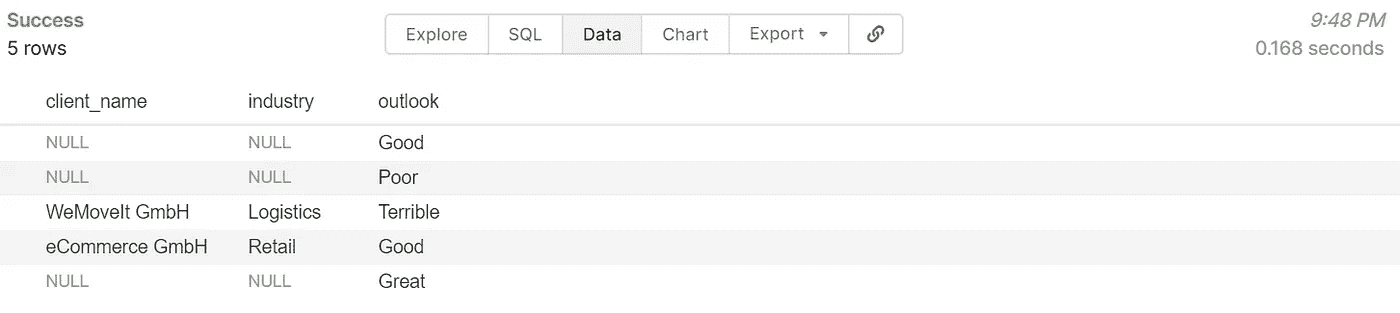 Success
5 rows
Explore SQL Data Chart Export
9:48 PM
0.168 seconds
client_name industry outlook
NULL NULL Good
NULL NULL Poor
WeMoveIt GmbH Logistics Terrible
eCommerce GmbH Retail Good
NULL NULL Great